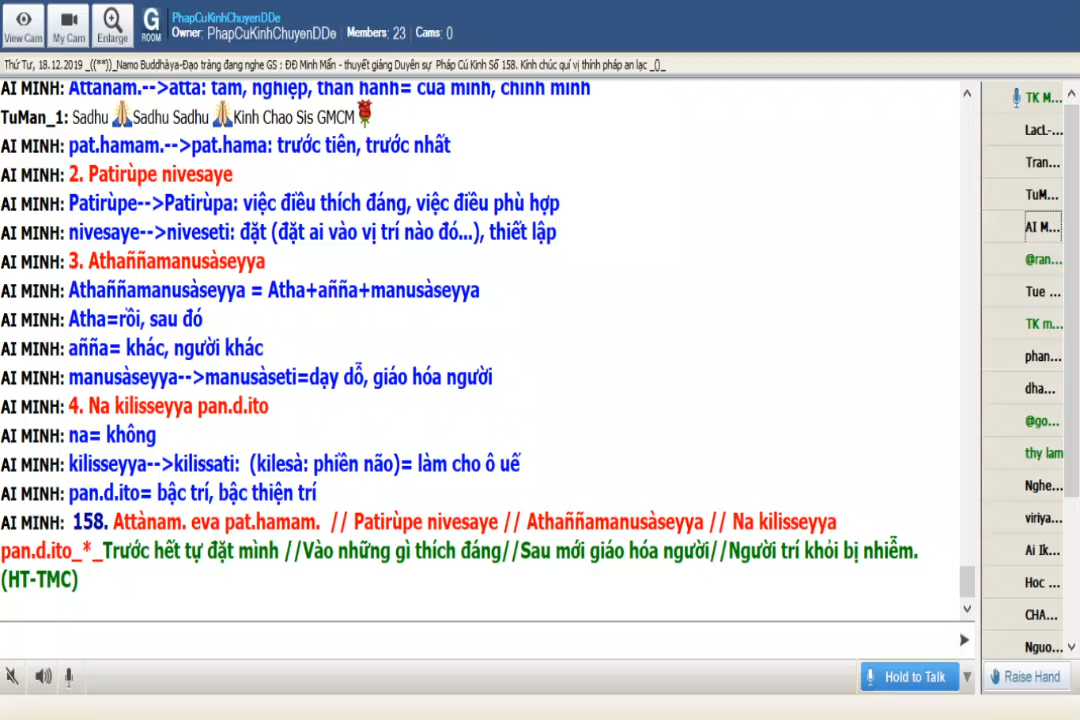 View Cam
My Cam
Enlarge
G
ROOM
PhapCuKinhChuyenDDe
Owner: PhapCuKinhChuyenDDe Members: 23 Cams: 0
Thứ Tư, 18.12.2019 _((**))_Namo Buddhàya-Đạo tràng đang nghe GS : ĐĐ Minh Mẫn - thuyết giảng Duyên sự Pháp Cú Kinh Số 158. Kính chúc quí vị thính pháp an lạc _()_
AI MINH: Attànam.-->atta: tâm, nghiệp, thân hành= của mình, chính mình
TuMan_1: Sadhu 🙏Sadhu Sadhu 🙏Kinh Chao Sis GMCM🌹
AI MINH: pat.hamam.-->pat.hama: trước tiên, trước nhất
AI MINH: 2. Patirùpe nivesaye
AI MINH: Patirùpe-->Patirùpa: việc điều thích đáng, việc điều phù hợp
AI MINH: nivesaye-->niveseti: đặt (đặt ai vào vị trí nào đó...), thiết lập
AI MINH: 3. Athaññamanusàseyya
AI MINH: Athaññamanusàseyya = Atha+añña+manusàseyya
AI MINH: Atha=rồi, sau đó
AI MINH: añña= khác, người khác
AI MINH: manusàseyya-->manusàseti=dạy dỗ, giáo hóa người
AI MINH: 4. Na kilisseyya pan.d.ito
AI MINH: na= không
AI MINH: kilisseyya-->kilissati: (kilesà: phiền não)= làm cho ô uế
AI MINH: pan.d.ito= bậc trí, bậc thiện trí
AI MINH: 158. Attànam. eva pat.hamam. // Patirùpe nivesaye // Athaññamanusàseyya // Na kilisseyya
pan.d.ito_*_Trước hết tự đặt mình //Vào những gì thích đáng//Sau mới giáo hóa người//Người trí khỏi bị nhiễm.
(HT-TMC)
TK M...
LacL-...
Tran...
TuM...
AI M...
@ran...
Tue ...
TK m...
phan...
dha...
@go...
thy lam
Nghe...
viriya...
Ai Ik...
Hoc ...
CHA...
Nguo...
Hold to Talk
Raise Hand